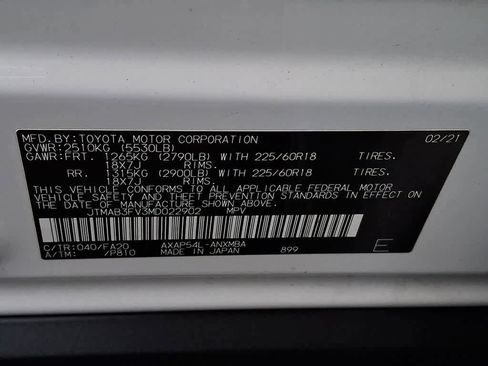 MFD.BY:TOYOTA MOTOR CORPORATION 02/21
GVWR:2510KG (5530LB)
GAWR:FRT. 1265KG (2790LB) WITH 225/60R18 TIRES.
18X7J RIMS.
RR. 1315KG (2900LB) WITH 225/60R18 TIRES.
18X7J RIMS.
THIS VEHICLE CONFORMS TO ALL APPLICABLE FEDERAL MOTOR
VEHICLE SAFETY AND BUMPER STANDARDS IN EFFECT ON THE
DATE OF MANUFACTURE SHOWN ABOVE.
JTMAB3FV3MD022902 MPV
C/TR:040/FA20 AXAP54L-ANXMBA E
A/TM: /P810 MADE IN JAPAN 899